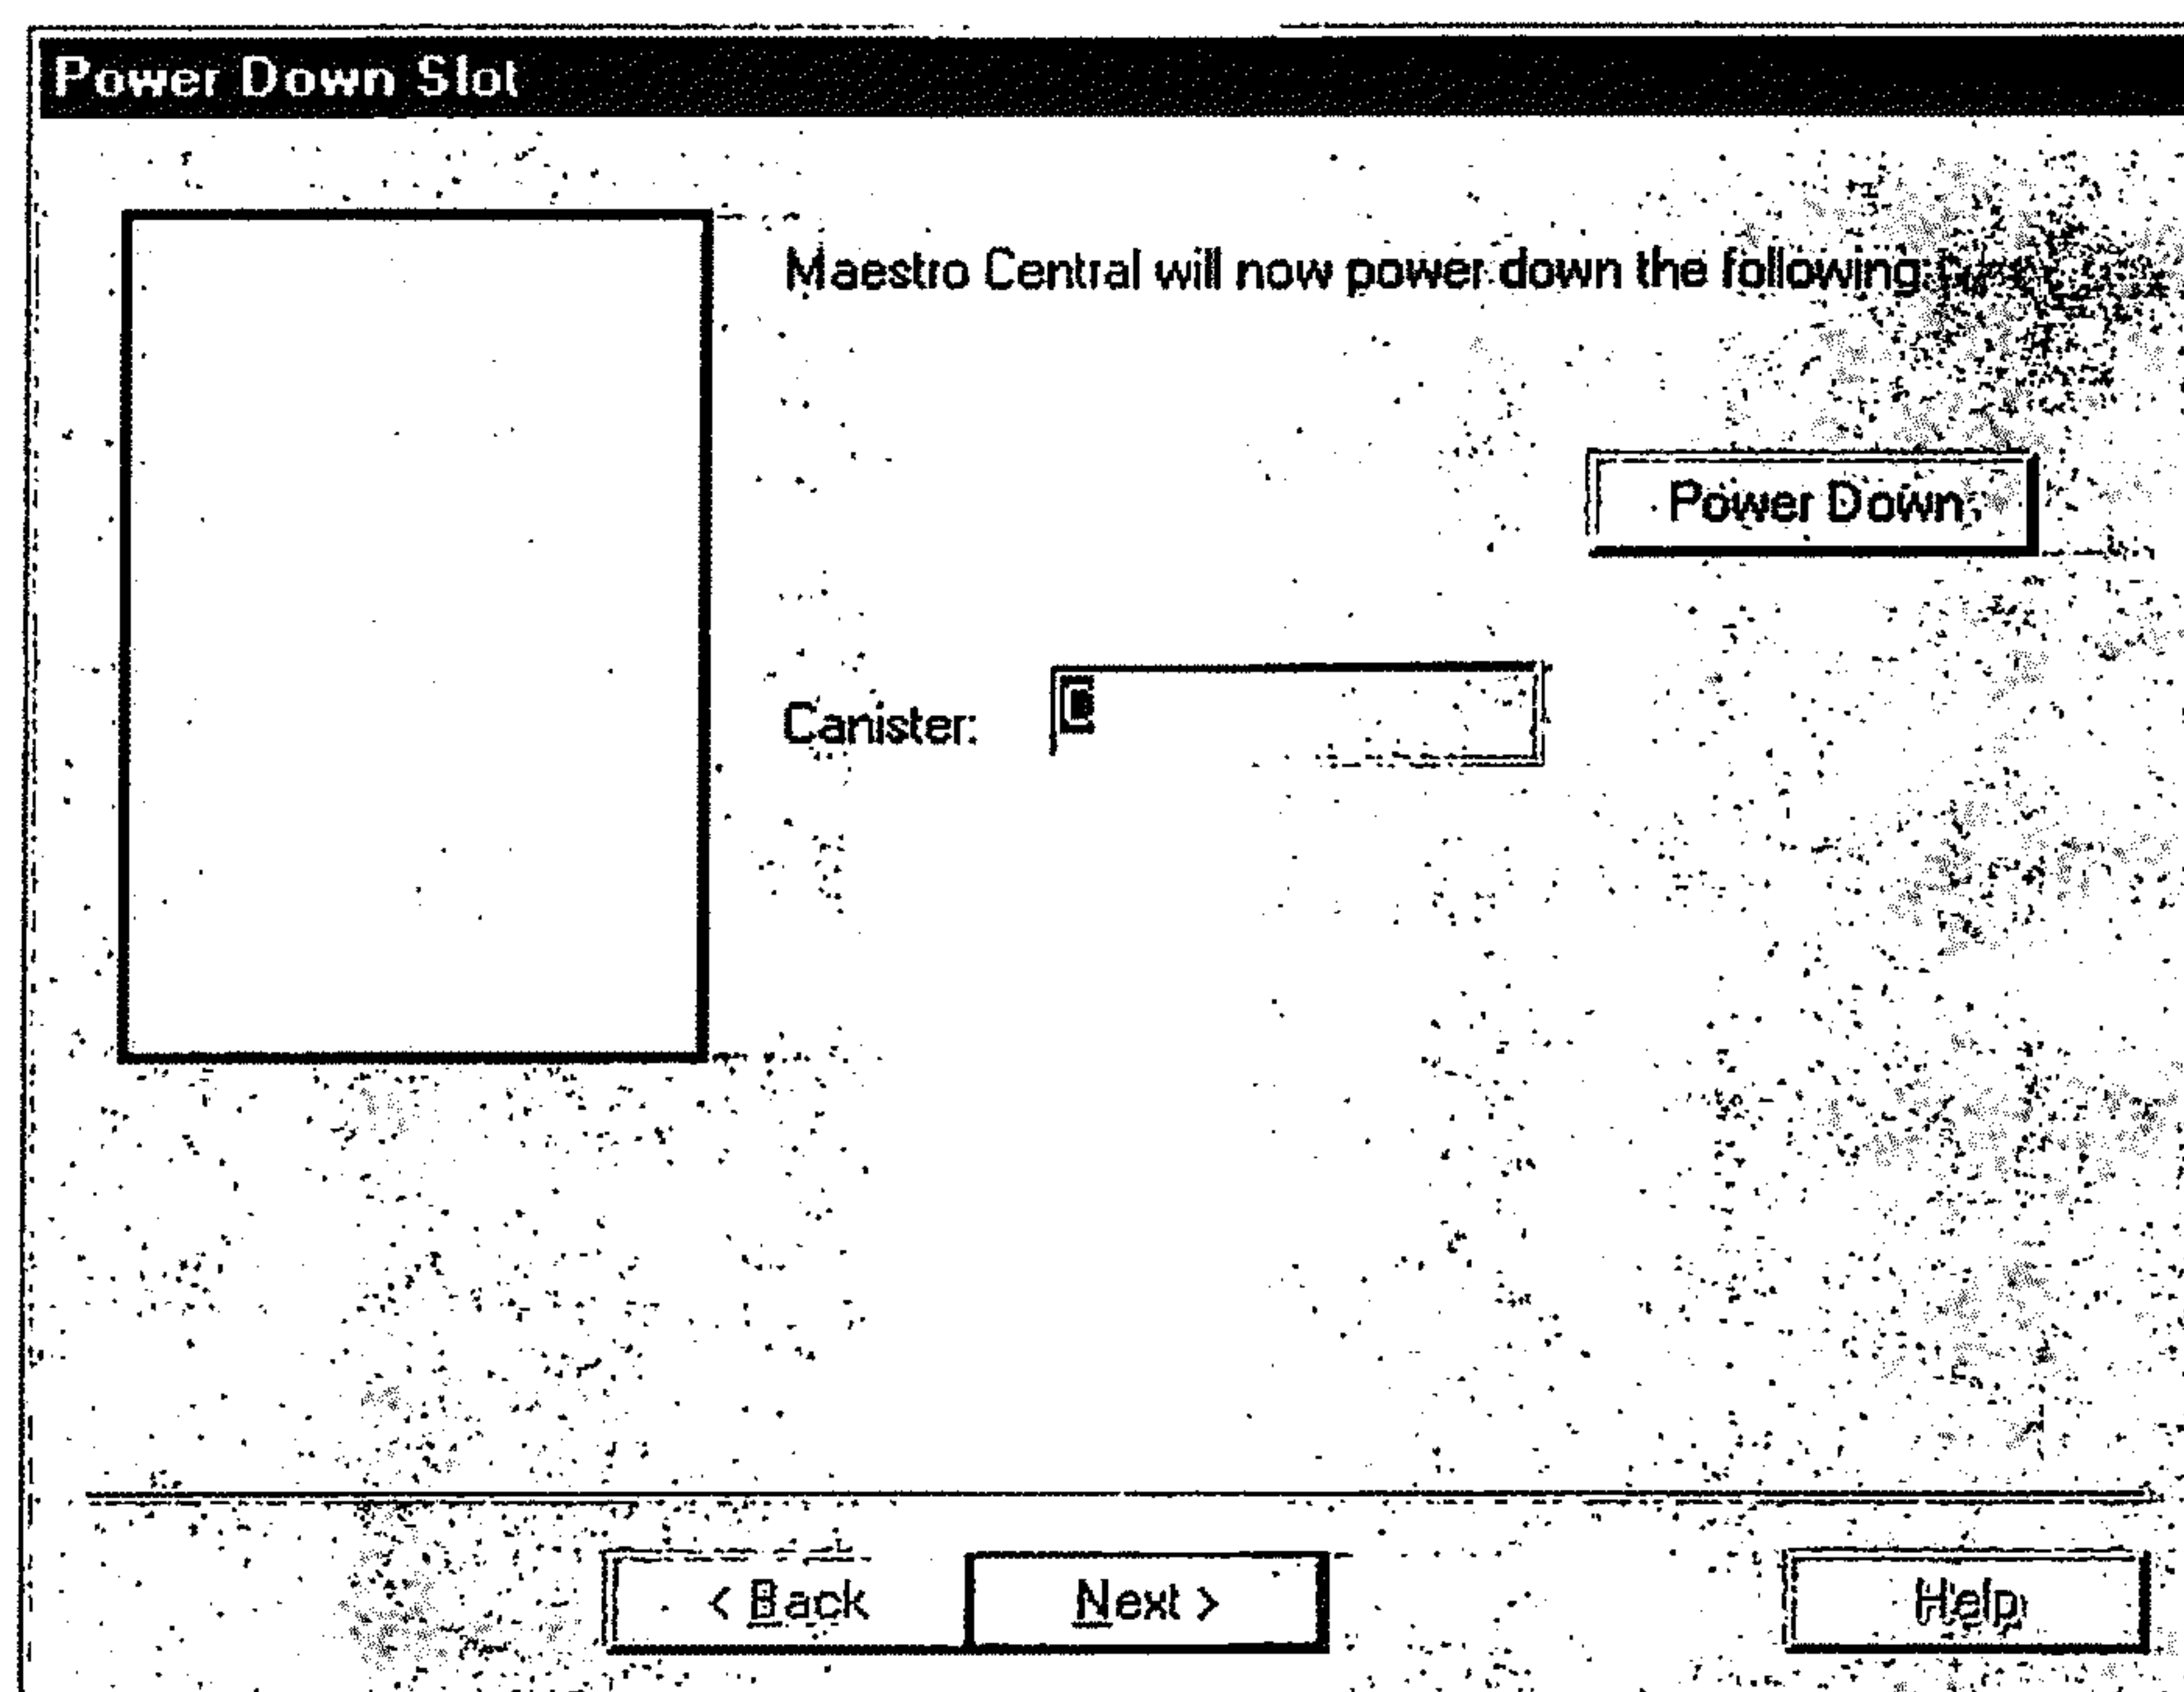 Power Down Slot
Maestro Central will now power down the following
Power Down
Canister:
< Back
Next >
Help